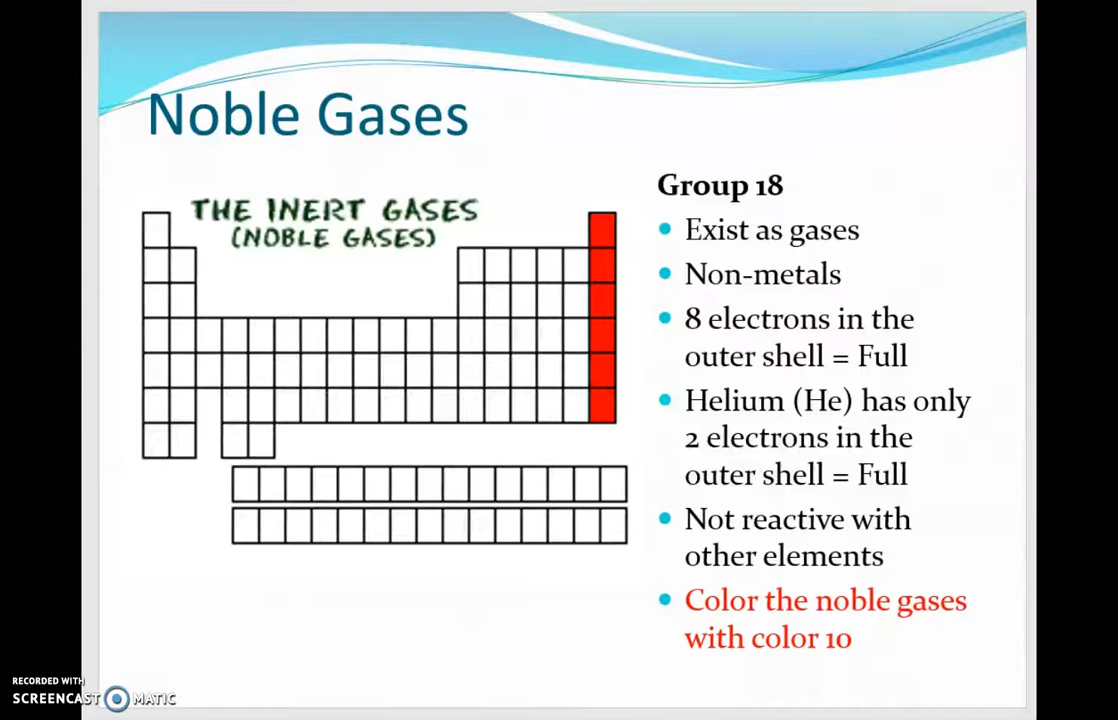 Noble Gases
THE INERT GASES
(NOBLE GASES)
Group 18
Exist as gases
Non-metals
8 electrons in the
outer shell = Full
Helium (He) has only
2 electrons in the
outer shell = Full
Not reactive with
other elements
Color the noble gases
with color 10
RECORDED WITH
SCREENCAST MATIC